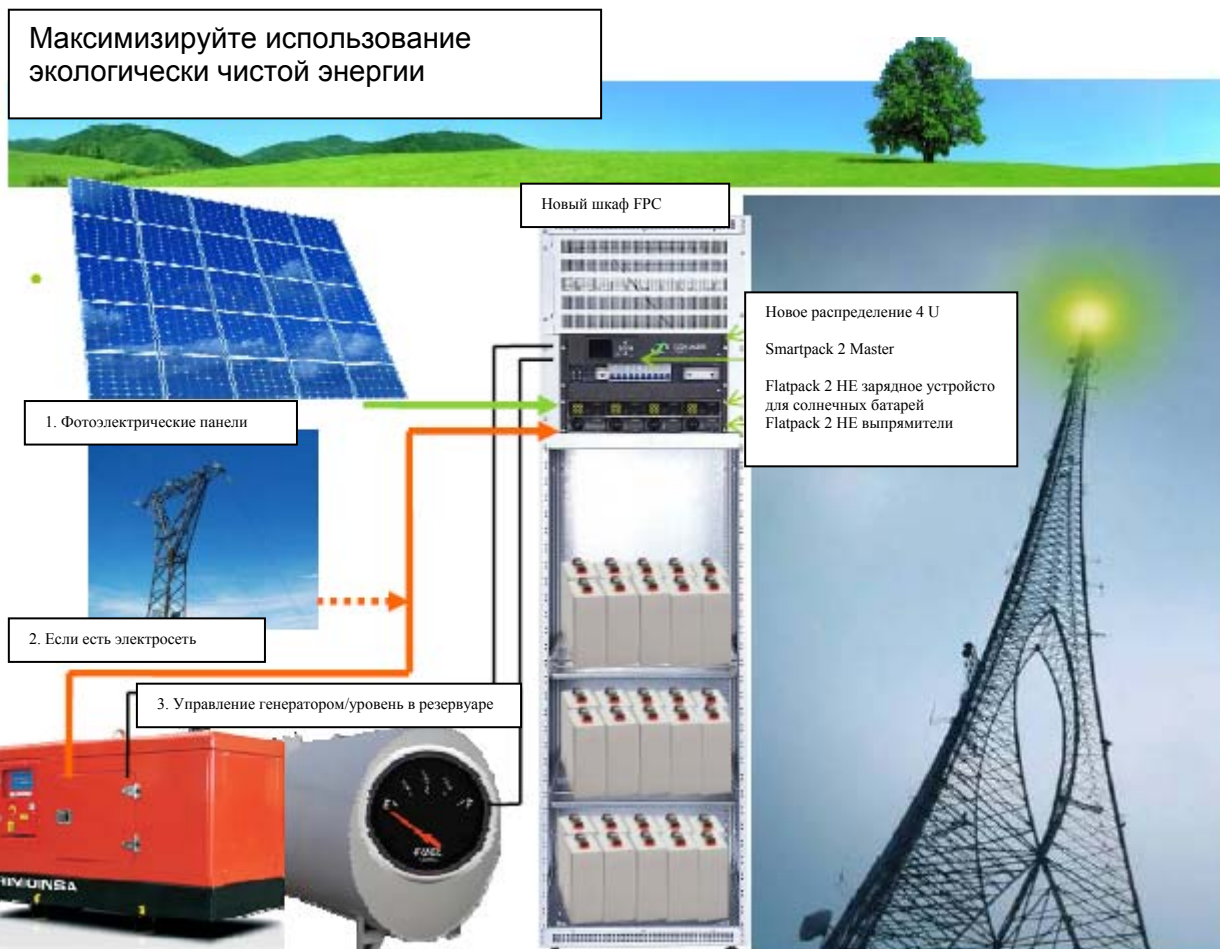 Максимизируйте использование
экологически чистой энергии
Новый шкаф FPC
Новое распределение 4 U
Smartpack 2 Master
Flatpack 2 HE зарядное устройсто
для солнечных батарей
Flatpack 2 HE выпрямители
1. Фотоэлектрические панели
2. Если есть электросеть
3. Управление генератором/уровень в резервуаре